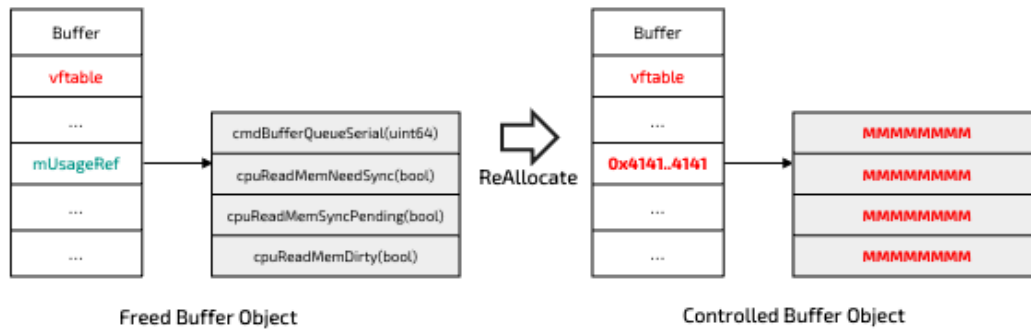 Buffer
vftable
...
mUsageRef
...
...
cmdBufferQueueSerial(uint64)
cpuReadMemNeedSync(bool)
cpuReadMemSyncPending(bool)
cpuReadMemDirty(bool)
Freed Buffer Object
ReAllocate
Buffer
vftable
...
0x4141..4141
...
...
MMMMMMMM
MMMMMMMM
MMMMMMMM
MMMMMMMM
Controlled Buffer Object